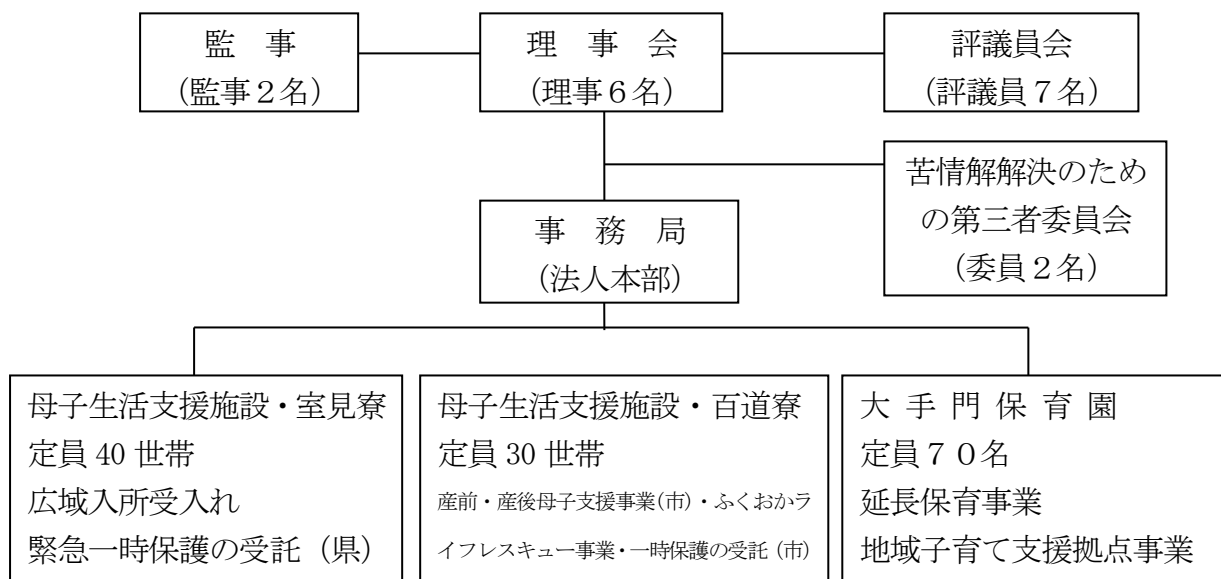 監　事
(監事２名)
理　事　会
(理事６名)
評議員会
(評議員７名)
苦情解解決のため
の第三者委員会
(委員２名)
事　務　局
(法人本部)
母子生活支援施設・室見寮
定員 40 世帯
広域入所受入れ
緊急一時保護の受託（県）
母子生活支援施設・百道寮
定員 30 世帯
産前・産後母子支援事業(市)・ふくおかラ
イフレスキュー事業・一時保護の受託（市）
大 手 門 保 育 園
定員７０名
延長保育事業
地域子育て支援拠点事業